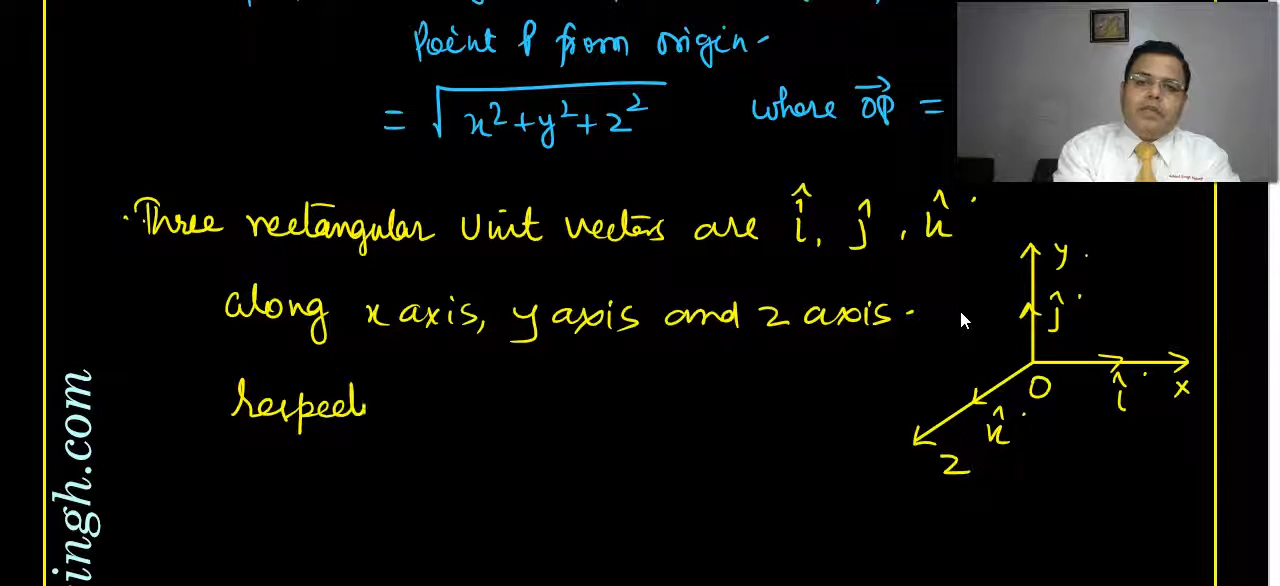 Point P from origin.
= √x²+y²+z² where OP⃗ =
Three rectangular unit vectors are î, ĵ, k̂
along x axis, y axis and z axis.
respect
y
ĵ
O
î
x
k̂
z
ingh.com